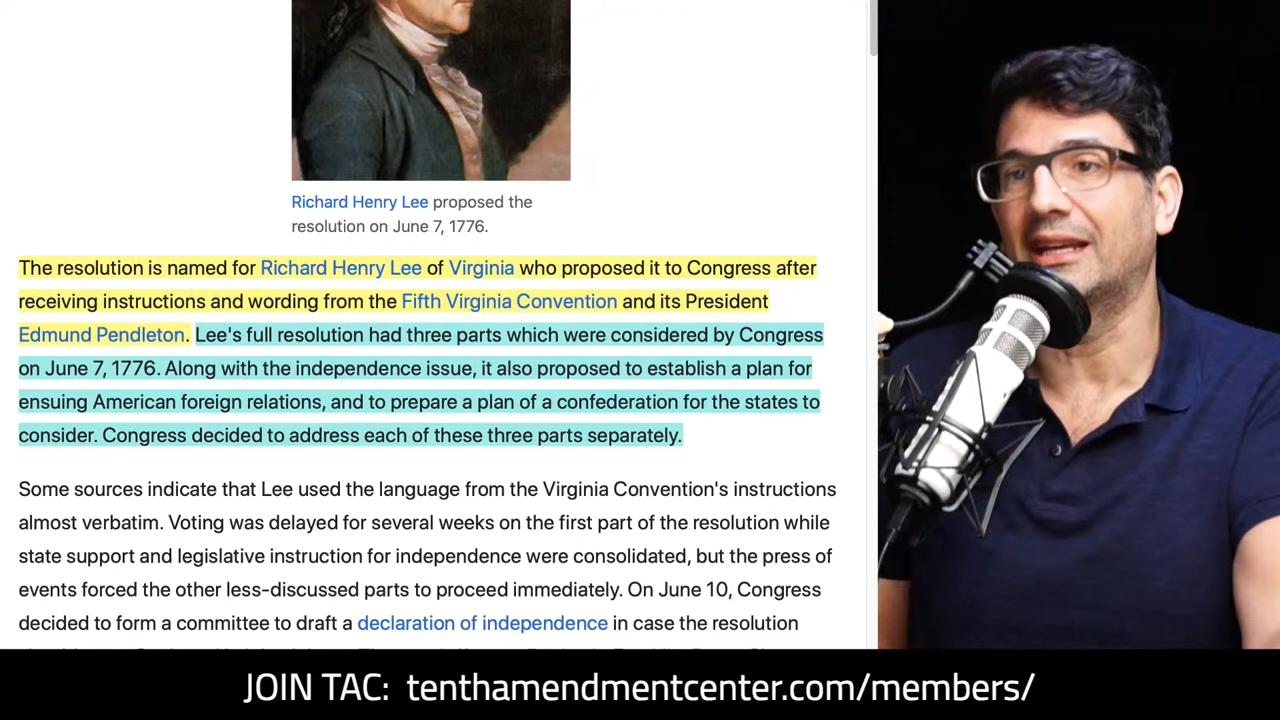 Richard Henry Lee proposed the
resolution on June 7, 1776.
The resolution is named for Richard Henry Lee of Virginia who proposed it to Congress after
receiving instructions and wording from the Fifth Virginia Convention and its President
Edmund Pendleton. Lee's full resolution had three parts which were considered by Congress
on June 7, 1776. Along with the independence issue, it also proposed to establish a plan for
ensuing American foreign relations, and to prepare a plan of a confederation for the states to
consider. Congress decided to address each of these three parts separately.
Some sources indicate that Lee used the language from the Virginia Convention's instructions
almost verbatim. Voting was delayed for several weeks on the first part of the resolution while
state support and legislative instruction for independence were consolidated, but the press of
events forced the other less-discussed parts to proceed immediately. On June 10, Congress
decided to form a committee to draft a declaration of independence in case the resolution
JOIN TAC: tenthamendmentcenter.com/members/